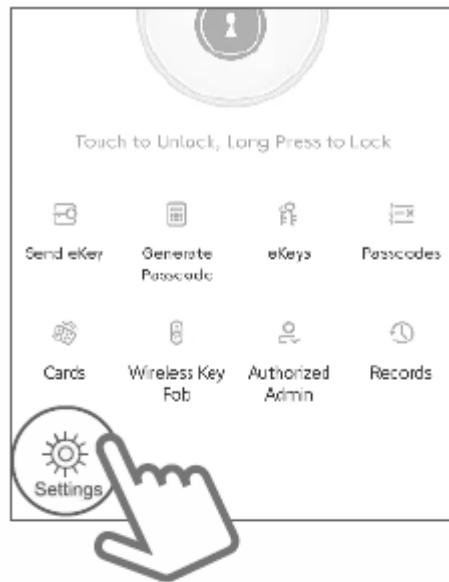 Touch to Unlock, Long Press to Lock
Send eKey
Generate
Passcode
eKeys
Passcodes
Cards
Wireless Key
Fob
Authorized
Admin
Records
Settings